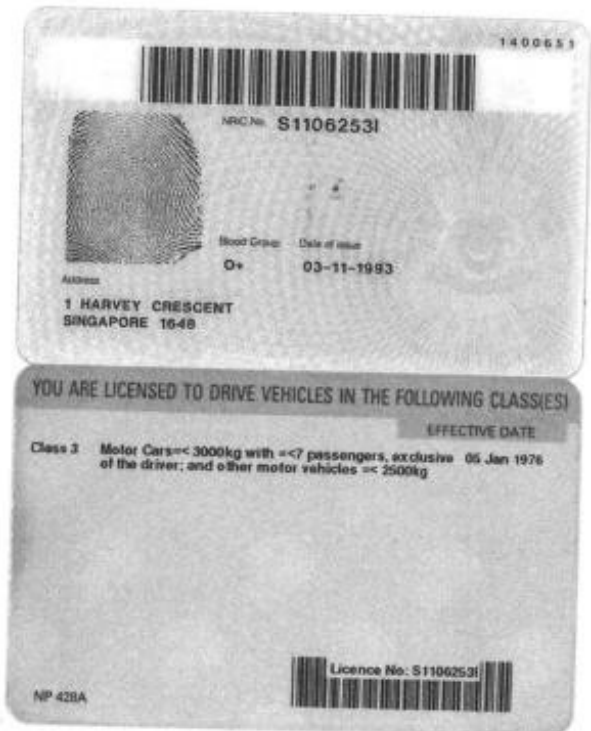 1400651
NRIC No. S1106253I
Blood Group Date of issue
O+ 03-11-1993
Address
1 HARVEY CRESCENT
SINGAPORE 1648
YOU ARE LICENSED TO DRIVE VEHICLES IN THE FOLLOWING CLASS(ES)
EFFECTIVE DATE
Class 3 Motor Cars=< 3000kg with =<7 passengers, exclusive 05 Jan 1976
of the driver; and other motor vehicles =< 2500kg
Licence No: S1106253I
NP 428A